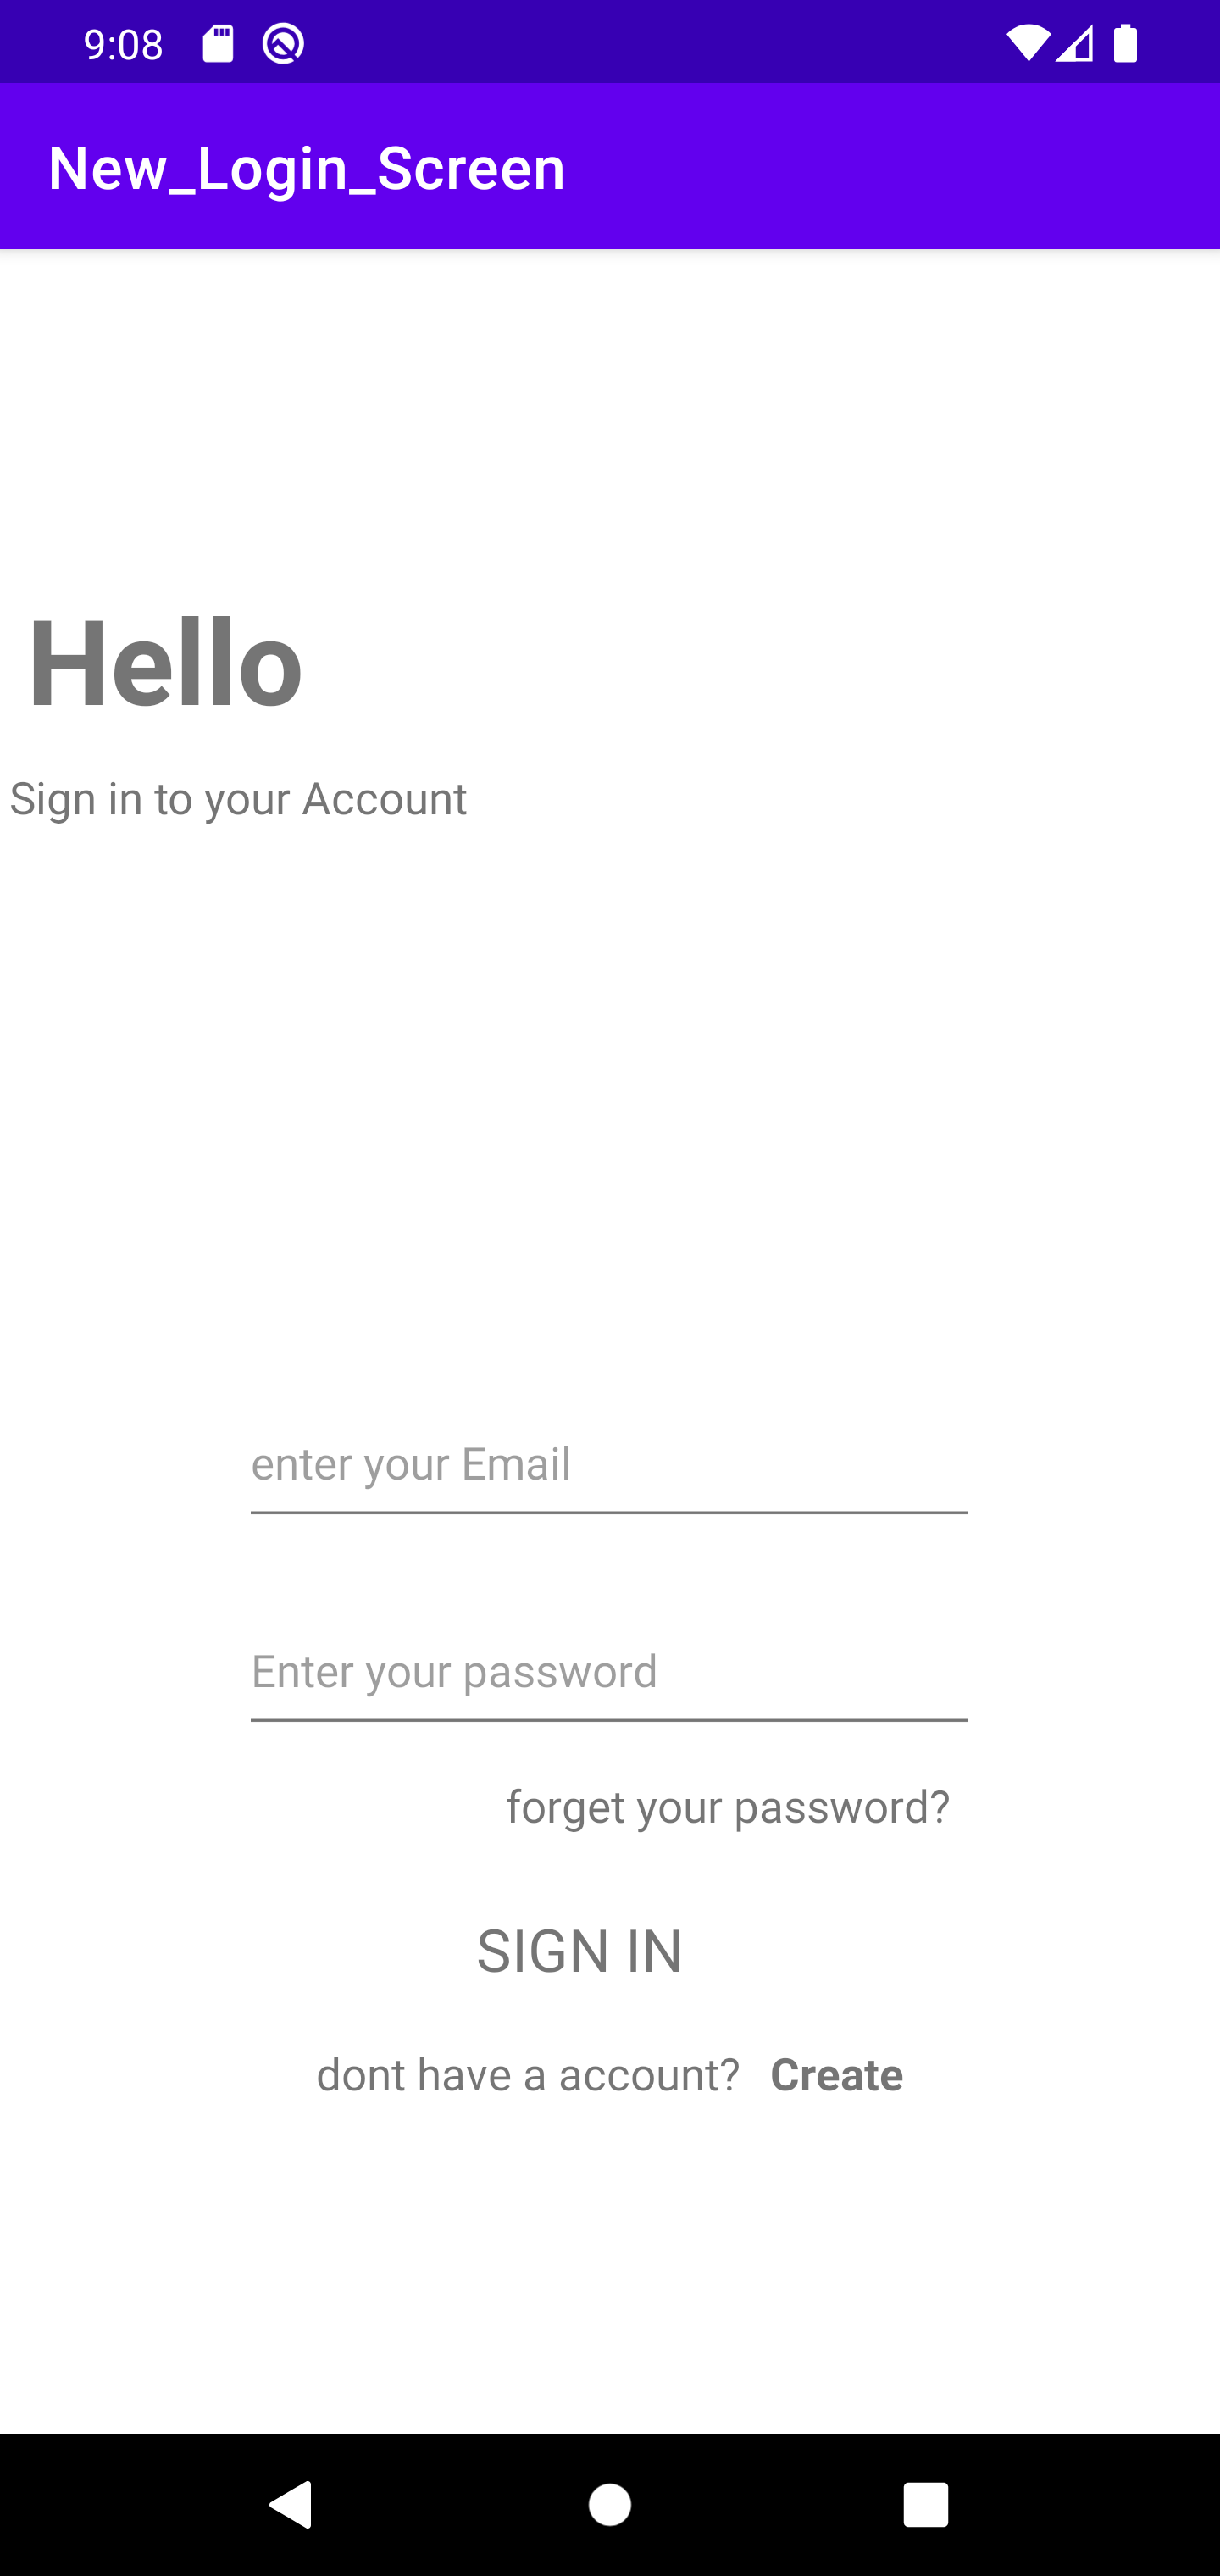 9:08
New_Login_Screen
Hello
Sign in to your Account
enter your Email
Enter your password
forget your password?
SIGN IN
dont have a account? Create